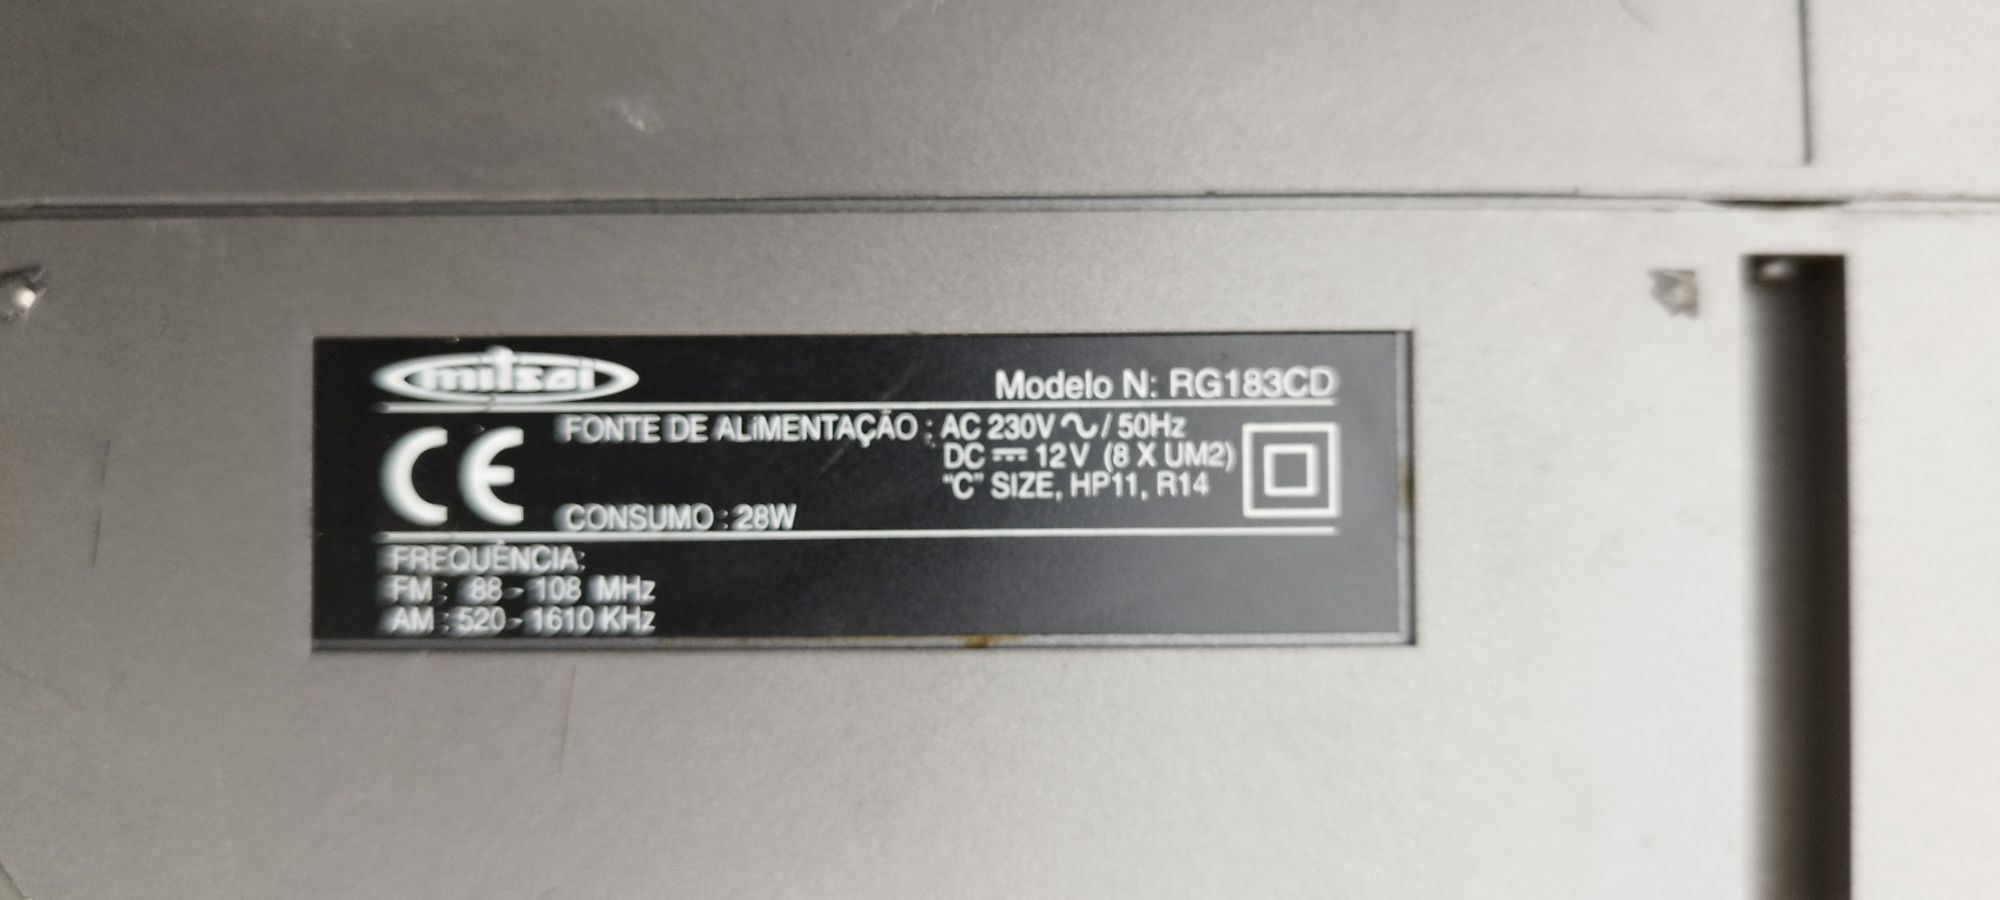 mitsai
Modelo N: RG183CD
CE
FONTE DE ALiMENTAÇÃO : AC 230V ∿ / 50Hz
DC ⎓ 12V (8 X UM2)
"C" SIZE, HP11, R14
CONSUMO : 28W
FREQUÊNCIA:
FM : 88 - 108 MHz
AM : 520 - 1610 KHz